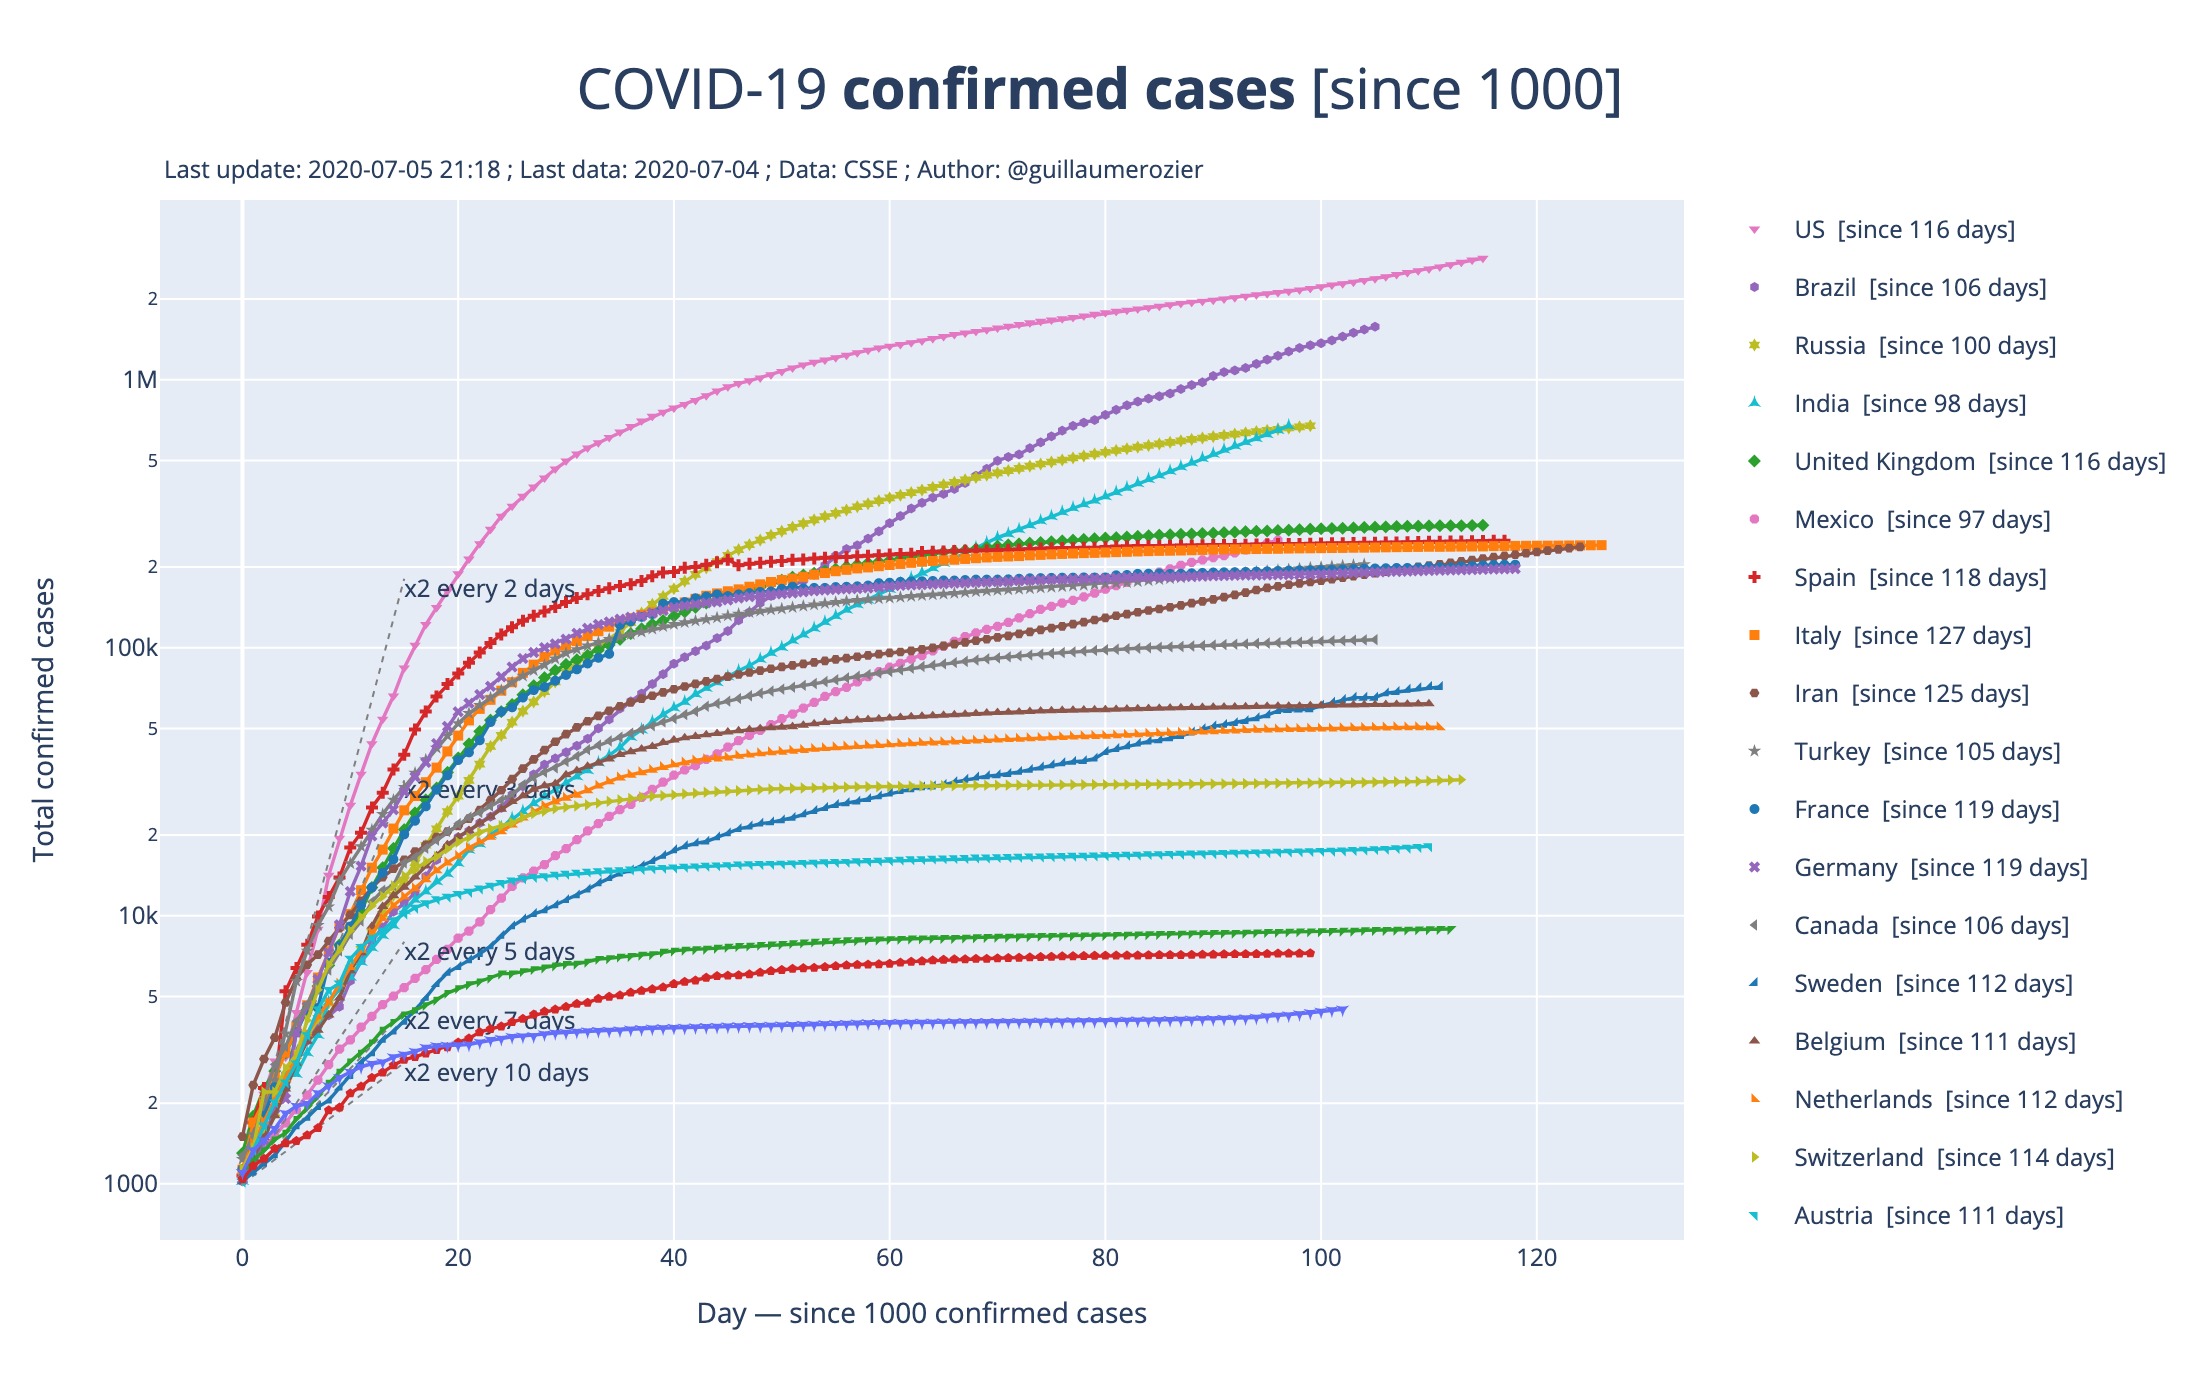 COVID-19 confirmed cases [since 1000]
Last update: 2020-07-05 21:18 ; Last data: 2020-07-04 ; Data: CSSE ; Author: @guillaumerozier
Total confirmed cases
2
1M
5
2
100k
5
2
10k
5
2
1000
x2 every 2 days
x2 every 3 days
x2 every 5 days
x2 every 7 days
x2 every 10 days
0 20 40 60 80 100 120
Day — since 1000 confirmed cases
US [since 116 days]
Brazil [since 106 days]
Russia [since 100 days]
India [since 98 days]
United Kingdom [since 116 days]
Mexico [since 97 days]
Spain [since 118 days]
Italy [since 127 days]
Iran [since 125 days]
Turkey [since 105 days]
France [since 119 days]
Germany [since 119 days]
Canada [since 106 days]
Sweden [since 112 days]
Belgium [since 111 days]
Netherlands [since 112 days]
Switzerland [since 114 days]
Austria [since 111 days]